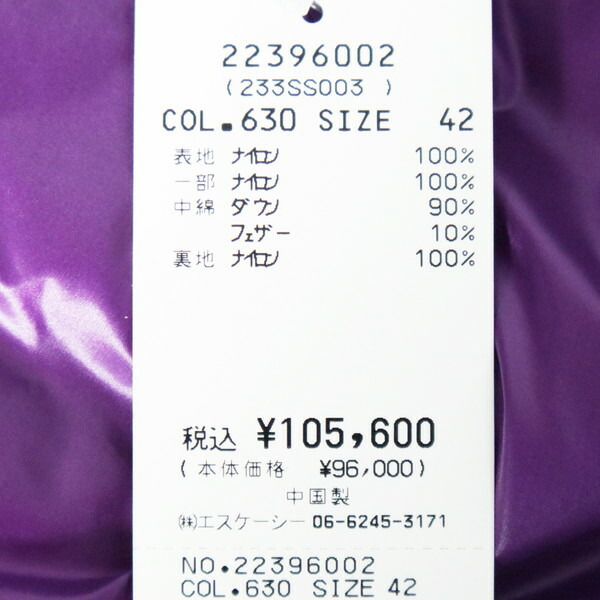 22396002
(233SS003 )
COL.630 SIZE 42
表地 ナイロン 100%
一部 ナイロン 100%
中綿 ダウン 90%
フェザー 10%
裏地 ナイロン 100%
税込 ¥105,600
(本体価格 ¥96,000)
中国製
㈱エスケーシー 06-6245-3171
NO.22396002
COL.630 SIZE 42